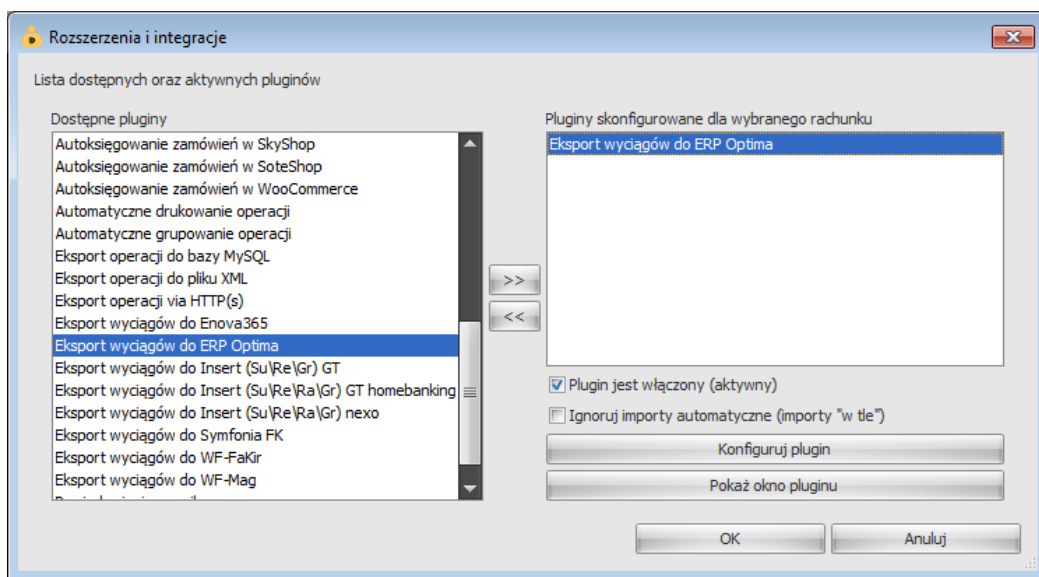 Rozszerzenia i integracje
Lista dostępnych oraz aktywnych pluginów
Dostępne pluginy
Autoksięgowanie zamówień w SkyShop
Autoksięgowanie zamówień w SoteShop
Autoksięgowanie zamówień w WooCommerce
Automatyczne drukowanie operacji
Automatyczne grupowanie operacji
Eksport operacji do bazy MySQL
Eksport operacji do pliku XML
Eksport operacji via HTTP(s)
Eksport wyciągów do Enova365
Eksport wyciągów do ERP Optima
Eksport wyciągów do Insert (Su\Re\Gr) GT
Eksport wyciągów do Insert (Su\Re\Ra\Gr) GT homebanking
Eksport wyciągów do Insert (Su\Re\Ra\Gr) nexo
Eksport wyciągów do Symfonia FK
Eksport wyciągów do WF-FaKir
Eksport wyciągów do WF-Mag
>>
<<
Pluginy skonfigurowane dla wybranego rachunku
Eksport wyciągów do ERP Optima
Plugin jest włączony (aktywny)
Ignoruj importy automatyczne (importy "w tle")
Konfiguruj plugin
Pokaż okno pluginu
OK
Anuluj